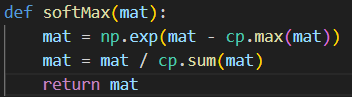 def softMax(mat):
    mat = np.exp(mat - cp.max(mat))
    mat = mat / cp.sum(mat)
    return mat